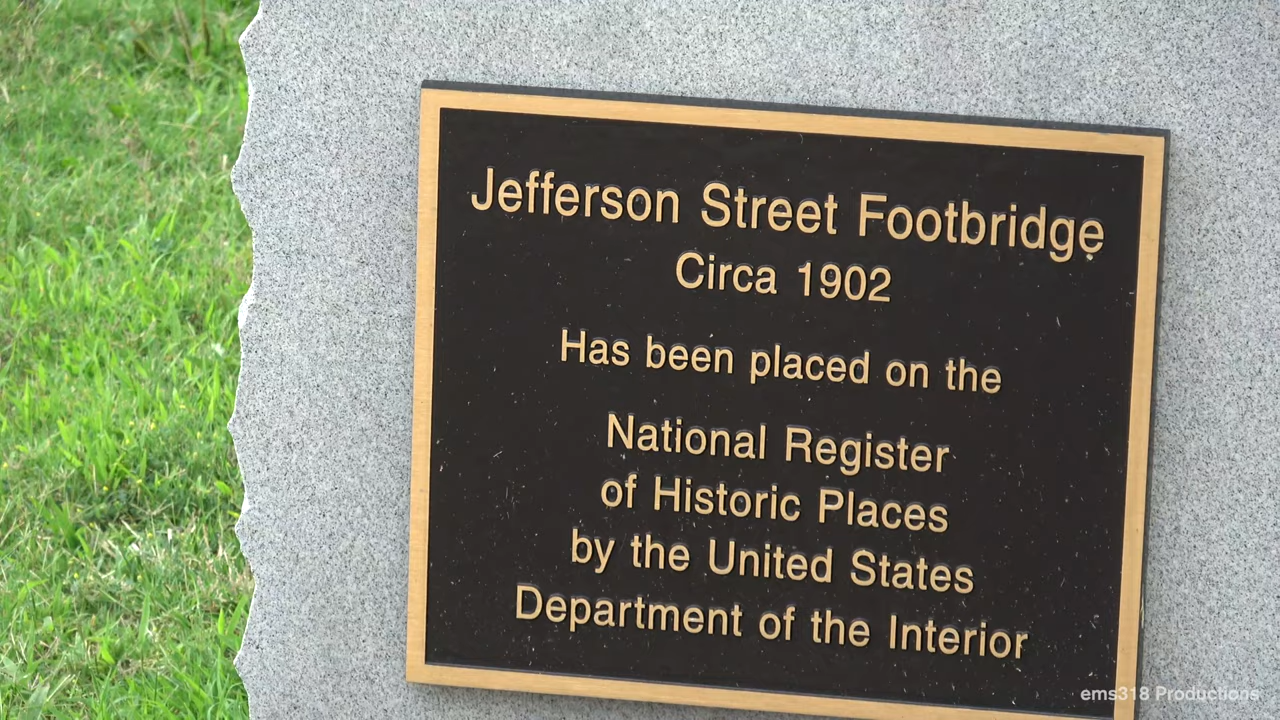 Jefferson Street Footbridge
Circa 1902
Has been placed on the
National Register
of Historic Places
by the United States
Department of the Interior
ems318 Productions